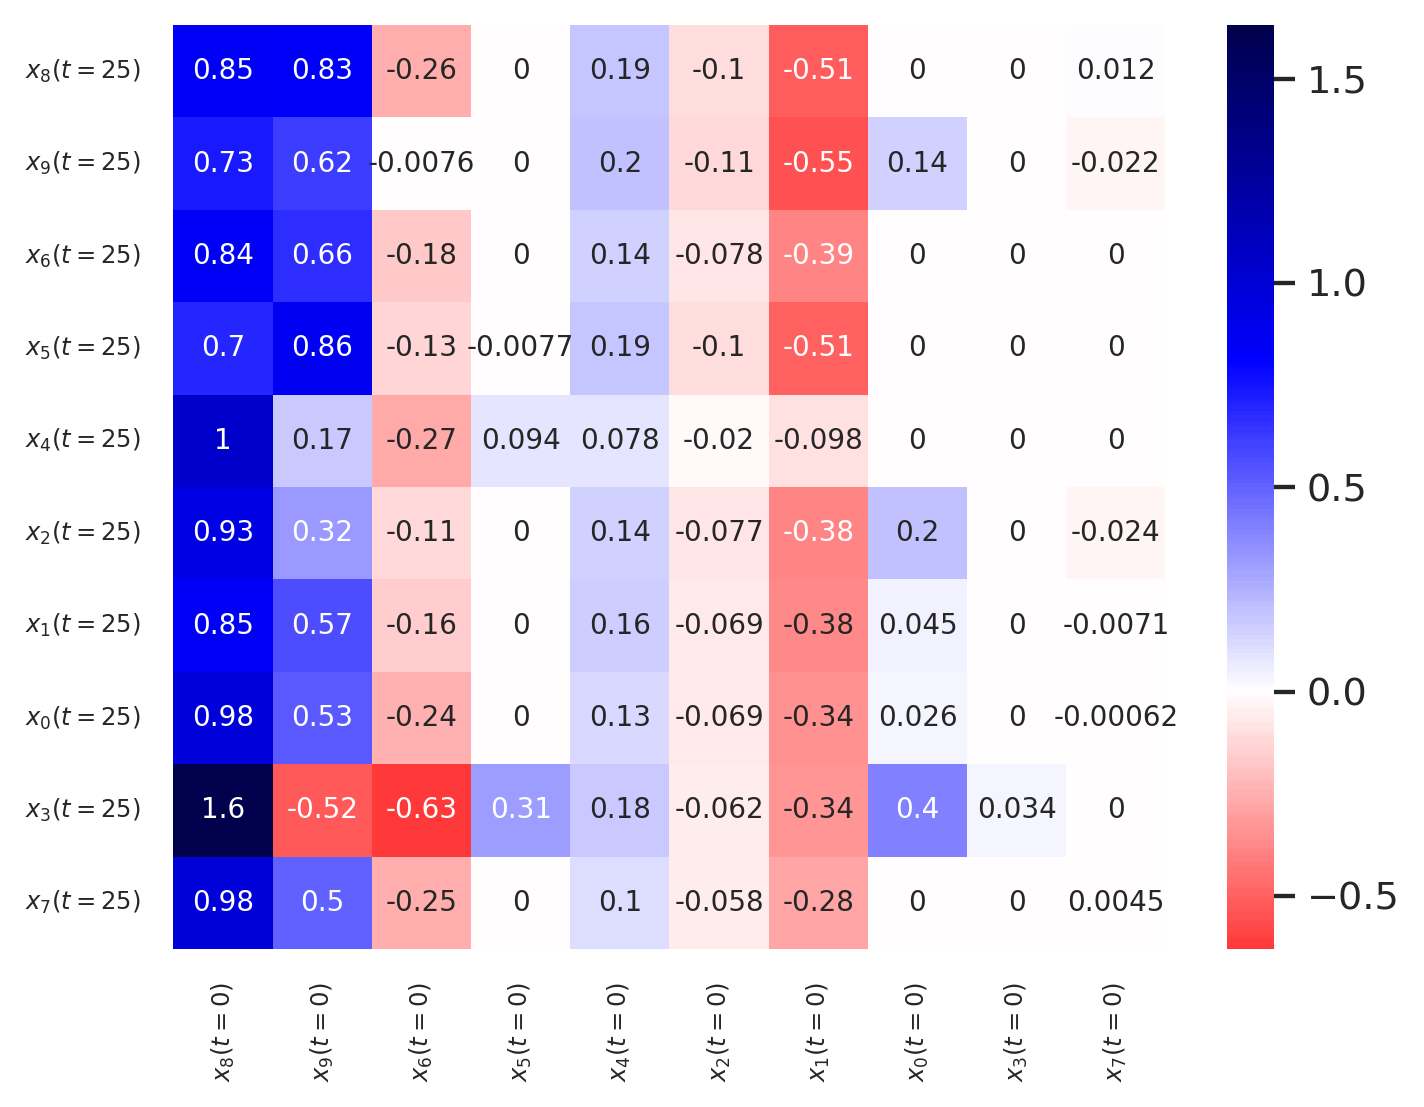 x₈(t = 25) 0.85 0.83 -0.26 0 0.19 -0.1 -0.51 0 0 0.012
x₉(t = 25) 0.73 0.62 -0.0076 0 0.2 -0.11 -0.55 0.14 0 -0.022
x₆(t = 25) 0.84 0.66 -0.18 0 0.14 -0.078 -0.39 0 0 0
x₅(t = 25) 0.7 0.86 -0.13 -0.0077 0.19 -0.1 -0.51 0 0 0
x₄(t = 25) 1 0.17 -0.27 0.094 0.078 -0.02 -0.098 0 0 0
x₂(t = 25) 0.93 0.32 -0.11 0 0.14 -0.077 -0.38 0.2 0 -0.024
x₁(t = 25) 0.85 0.57 -0.16 0 0.16 -0.069 -0.38 0.045 0 -0.0071
x₀(t = 25) 0.98 0.53 -0.24 0 0.13 -0.069 -0.34 0.026 0 -0.00062
x₃(t = 25) 1.6 -0.52 -0.63 0.31 0.18 -0.062 -0.34 0.4 0.034 0
x₇(t = 25) 0.98 0.5 -0.25 0 0.1 -0.058 -0.28 0 0 0.0045
x₈(t = 0) x₉(t = 0) x₆(t = 0) x₅(t = 0) x₄(t = 0) x₂(t = 0) x₁(t = 0) x₀(t = 0) x₃(t = 0) x₇(t = 0)
1.5
1.0
0.5
0.0
−0.5